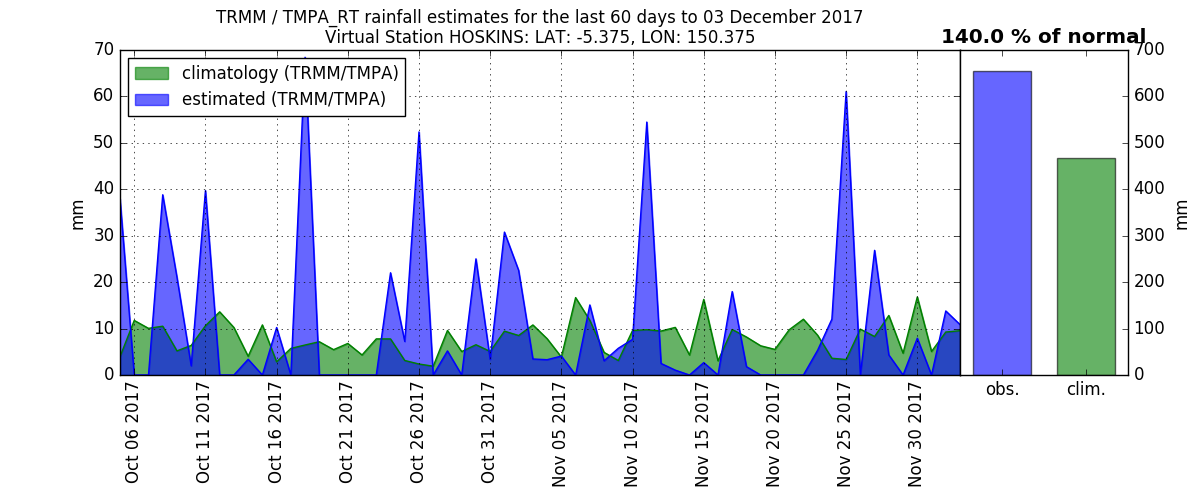 TRMM / TMPA_RT rainfall estimates for the last 60 days to 03 December 2017
Virtual Station HOSKINS: LAT: -5.375, LON: 150.375
140.0 % of normal
climatology (TRMM/TMPA)
estimated (TRMM/TMPA)
70
60
50
40
30
20
10
0
mm
Oct 06 2017
Oct 11 2017
Oct 16 2017
Oct 21 2017
Oct 26 2017
Oct 31 2017
Nov 05 2017
Nov 10 2017
Nov 15 2017
Nov 20 2017
Nov 25 2017
Nov 30 2017
obs.
clim.
700
600
500
400
300
200
100
0
mm